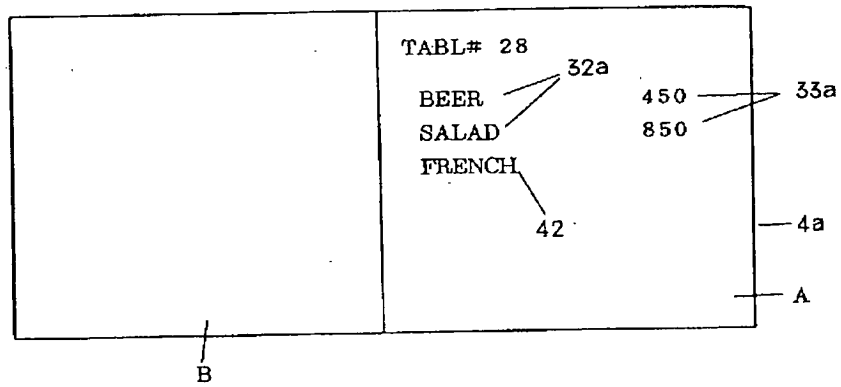 TABL# 28
32a
BEER 450 33a
SALAD 850
FRENCH
42
4a
A
B